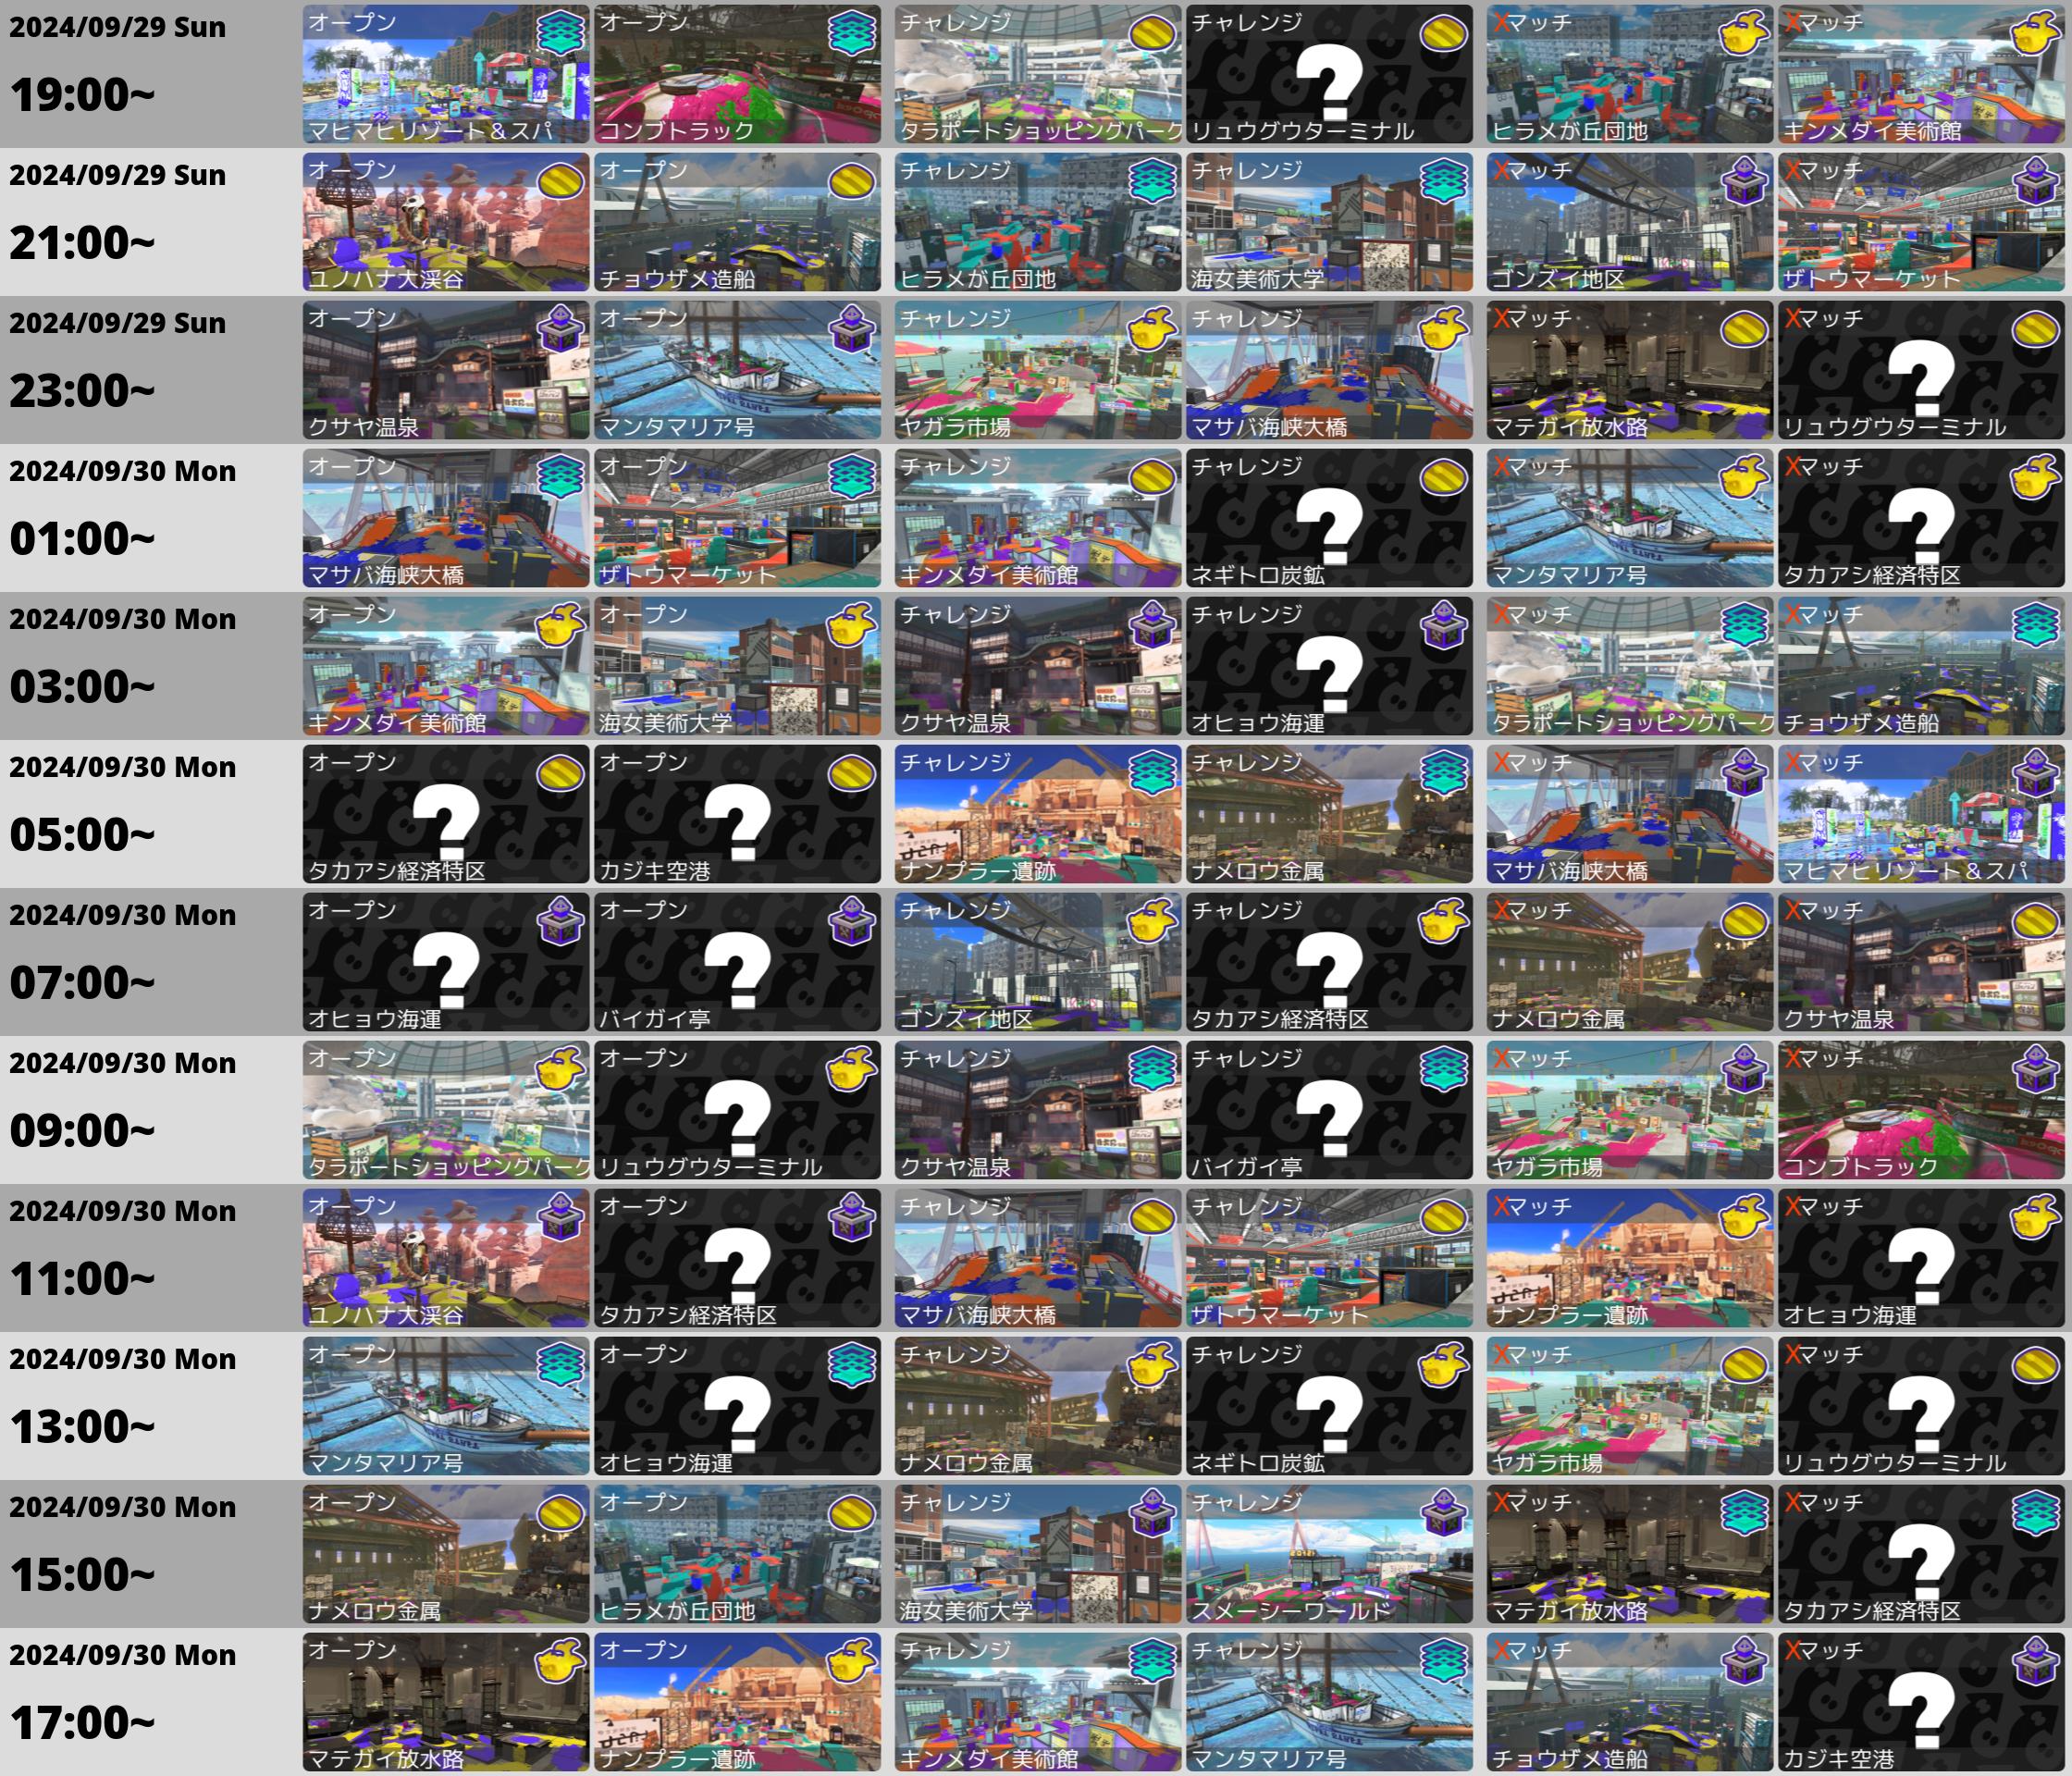 2024/09/29 Sun
19:00~
オープン
マヒマヒリゾート＆スパ
オープン
コンブトラック
チャレンジ
タラポートショッピングパーク
チャレンジ
リュウグウターミナル
Xマッチ
ヒラメが丘団地
Xマッチ
キンメダイ美術館
2024/09/29 Sun
21:00~
オープン
ユノハナ大渓谷
オープン
チョウザメ造船
チャレンジ
ヒラメが丘団地
チャレンジ
海女美術大学
Xマッチ
ゴンズイ地区
Xマッチ
ザトウマーケット
2024/09/29 Sun
23:00~
オープン
クサヤ温泉
オープン
マンタマリア号
チャレンジ
ヤガラ市場
チャレンジ
マサバ海峡大橋
Xマッチ
マテガイ放水路
Xマッチ
リュウグウターミナル
2024/09/30 Mon
01:00~
オープン
マサバ海峡大橋
オープン
ザトウマーケット
チャレンジ
キンメダイ美術館
チャレンジ
ネギトロ炭鉱
Xマッチ
マンタマリア号
Xマッチ
タカアシ経済特区
2024/09/30 Mon
03:00~
オープン
キンメダイ美術館
オープン
海女美術大学
チャレンジ
クサヤ温泉
チャレンジ
オヒョウ海運
Xマッチ
タラポートショッピングパーク
Xマッチ
チョウザメ造船
2024/09/30 Mon
05:00~
オープン
タカアシ経済特区
オープン
カジキ空港
チャレンジ
ナンプラー遺跡
チャレンジ
ナメロウ金属
Xマッチ
マサバ海峡大橋
Xマッチ
マヒマヒリゾート＆スパ
2024/09/30 Mon
07:00~
オープン
オヒョウ海運
オープン
バイガイ亭
チャレンジ
ゴンズイ地区
チャレンジ
タカアシ経済特区
Xマッチ
ナメロウ金属
Xマッチ
クサヤ温泉
2024/09/30 Mon
09:00~
オープン
タラポートショッピングパーク
オープン
リュウグウターミナル
チャレンジ
クサヤ温泉
チャレンジ
バイガイ亭
Xマッチ
ヤガラ市場
Xマッチ
コンブトラック
2024/09/30 Mon
11:00~
オープン
ユノハナ大渓谷
オープン
タカアシ経済特区
チャレンジ
マサバ海峡大橋
チャレンジ
ザトウマーケット
Xマッチ
ナンプラー遺跡
Xマッチ
オヒョウ海運
2024/09/30 Mon
13:00~
オープン
マンタマリア号
オープン
オヒョウ海運
チャレンジ
ナメロウ金属
チャレンジ
ネギトロ炭鉱
Xマッチ
ヤガラ市場
Xマッチ
リュウグウターミナル
2024/09/30 Mon
15:00~
オープン
ナメロウ金属
オープン
ヒラメが丘団地
チャレンジ
海女美術大学
チャレンジ
スメーシーワールド
Xマッチ
マテガイ放水路
Xマッチ
タカアシ経済特区
2024/09/30 Mon
17:00~
オープン
マテガイ放水路
オープン
ナンプラー遺跡
チャレンジ
キンメダイ美術館
チャレンジ
マンタマリア号
Xマッチ
チョウザメ造船
Xマッチ
カジキ空港